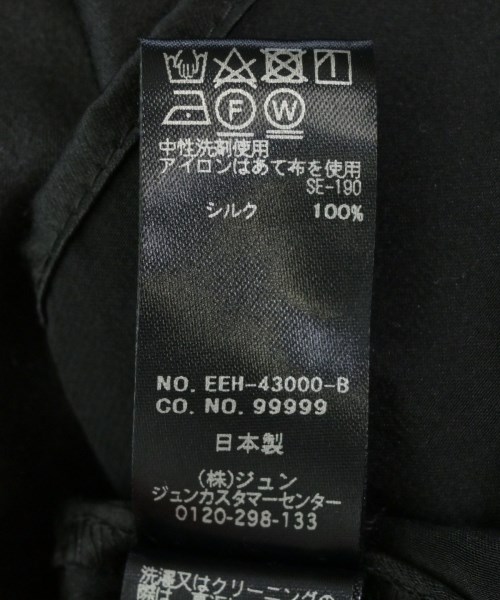 F W
中性洗剤使用
アイロンはあて布を使用
SE-190
シルク 100%
NO. EEH-43000-B
CO. NO. 99999
日本製
(株)ジュン
ジュンカスタマーセンター
0120-298-133
洗濯又はクリーニングの